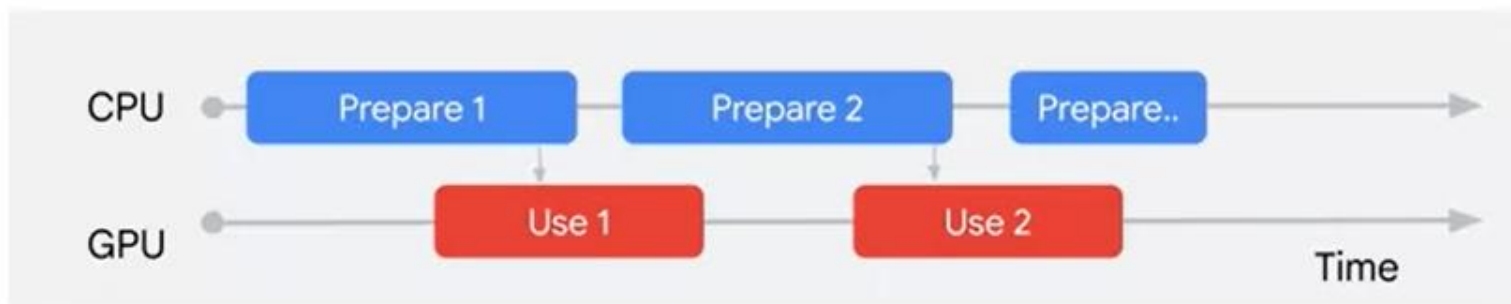 CPU
Prepare 1
Prepare 2
Prepare..
GPU
Use 1
Use 2
Time